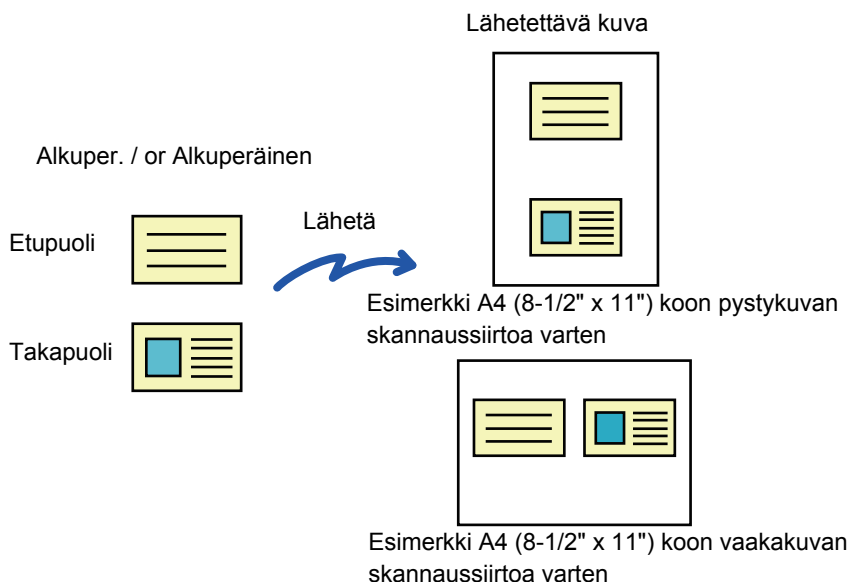 Lähetettävä kuva
Alkuper. / or Alkuperäinen
Lähetä
Etupuoli
Takapuoli
Esimerkki A4 (8-1/2" x 11") koon pystykuvan
skannaussiirtoa varten
Esimerkki A4 (8-1/2" x 11") koon vaakakuvan
skannaussiirtoa varten